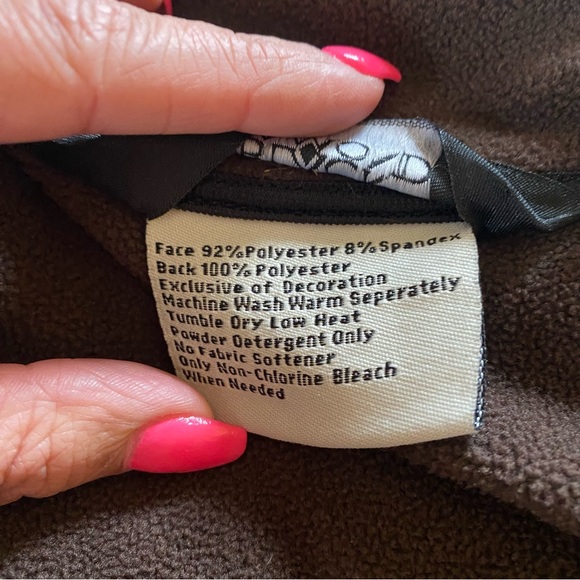 Face 92%Polyester 8%Spandex
Back 100% Polyester
Exclusive of Decoration
Machine Wash Warm Seperately
Tumble Dry Low Heat
Powder Detergent Only
No Fabric Softener
Only Non-Chlorine Bleach
When Needed